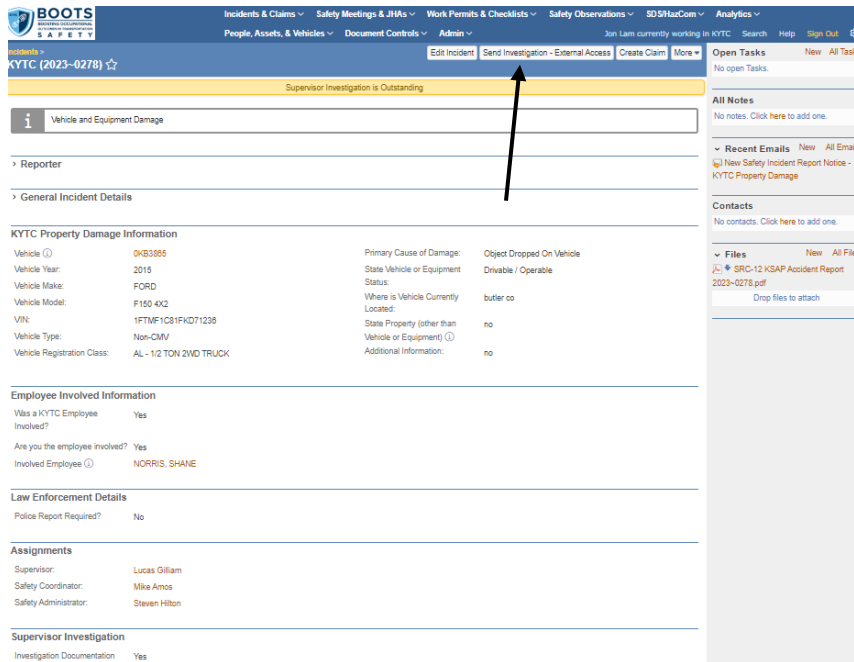 BOOTS
BOOSTING OCCUPATIONAL
OUTCOMES IN TRANSPORTATION
SAFETY
Incidents & Claims Safety Meetings & JHAs Work Permits & Checklists Safety Observations SDS/HazCom Analytics
People, Assets, & Vehicles Document Controls Admin Jon Lam currently working in KYTC Search Help Sign Out
Incidents >
KYTC (2023~0278)
Edit Incident Send Investigation - External Access Create Claim More
Supervisor Investigation is Outstanding
i Vehicle and Equipment Damage
> Reporter
> General Incident Details
KYTC Property Damage Information
Vehicle 0KB3865
Vehicle Year: 2015
Vehicle Make: FORD
Vehicle Model: F150 4X2
VIN: 1FTMF1C81FKD71236
Vehicle Type: Non-CMV
Vehicle Registration Class: AL - 1/2 TON 2WD TRUCK
Primary Cause of Damage: Object Dropped On Vehicle
State Vehicle or Equipment Drivable / Operable
Status:
Where is Vehicle Currently butler co
Located:
State Property (other than no
Vehicle or Equipment)
Additional Information: no
Employee Involved Information
Was a KYTC Employee Yes
Involved?
Are you the employee involved? Yes
Involved Employee NORRIS, SHANE
Law Enforcement Details
Police Report Required? No
Assignments
Supervisor: Lucas Gilliam
Safety Coordinator: Mike Amos
Safety Administrator: Steven Hilton
Supervisor Investigation
Investigation Documentation Yes
Open Tasks New All Task
No open Tasks.
All Notes
No notes. Click here to add one.
Recent Emails New All Emai
New Safety Incident Report Notice -
KYTC Property Damage
Contacts
No contacts. Click here to add one.
Files New All File
SRC-12 KSAP Accident Report
2023~0278.pdf
Drop files to attach